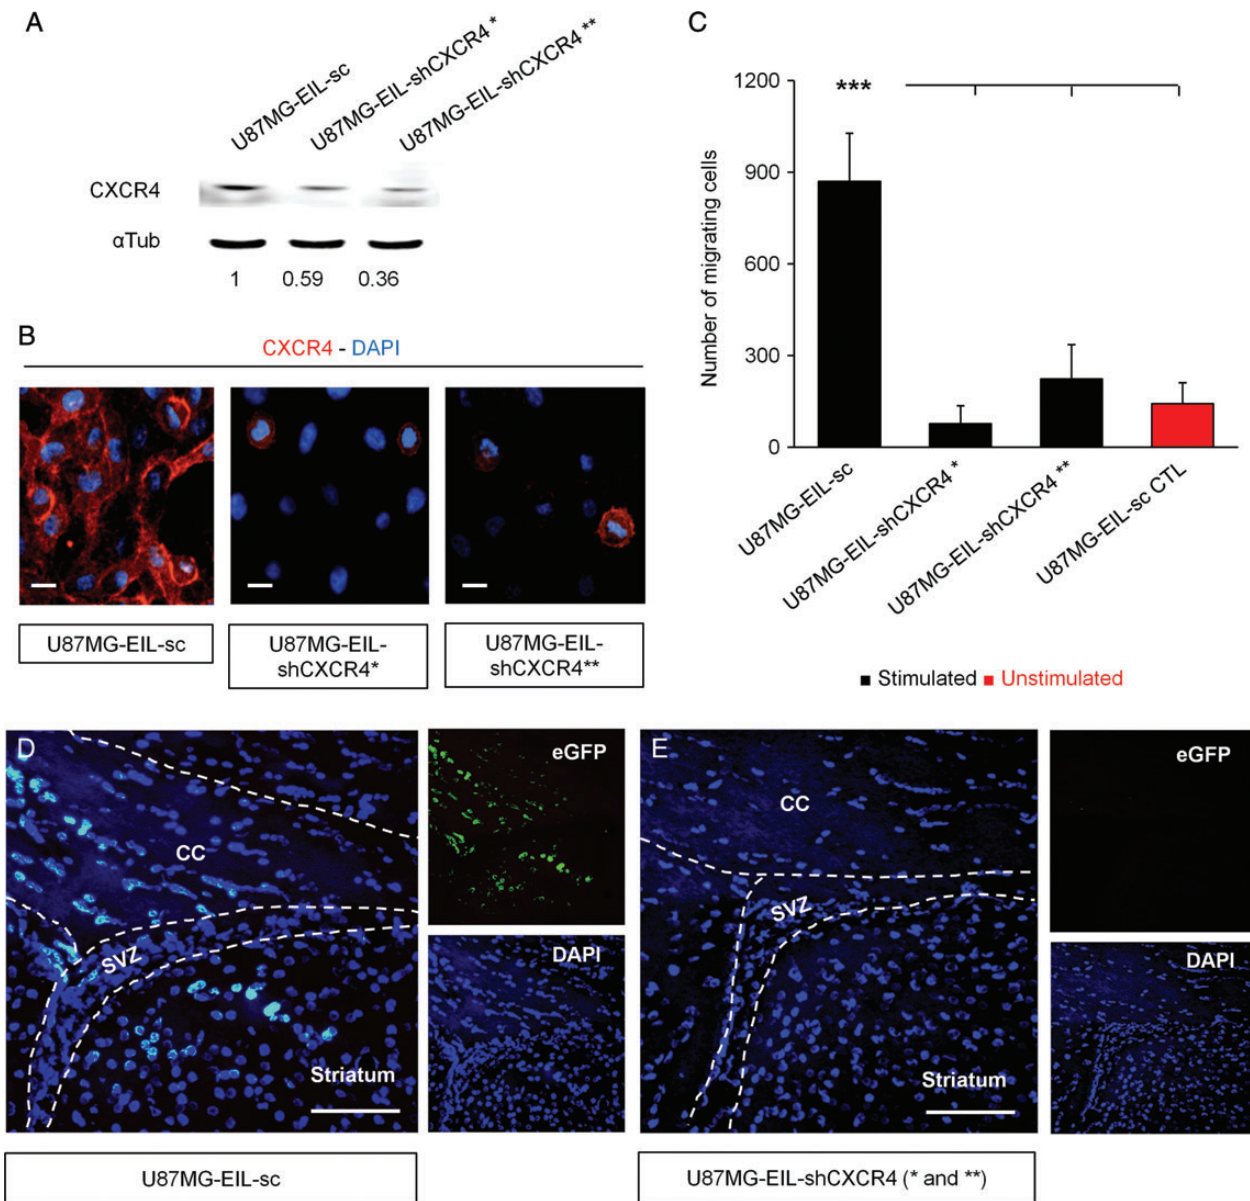 A
U87MG-EIL-sc
U87MG-EIL-shCXCR4 *
U87MG-EIL-shCXCR4 **
CXCR4
αTub
1 0.59 0.36
B
CXCR4 - DAPI
U87MG-EIL-sc
U87MG-EIL-
shCXCR4*
U87MG-EIL-
shCXCR4**
C
Number of migrating cells
1200
900
600
300
0
***
U87MG-EIL-sc
U87MG-EIL-shCXCR4 *
U87MG-EIL-shCXCR4 **
U87MG-EIL-sc CTL
Stimulated Unstimulated
D
CC
SVZ
Striatum
eGFP
DAPI
U87MG-EIL-sc
E
CC
SVZ
Striatum
eGFP
DAPI
U87MG-EIL-shCXCR4 (* and **)